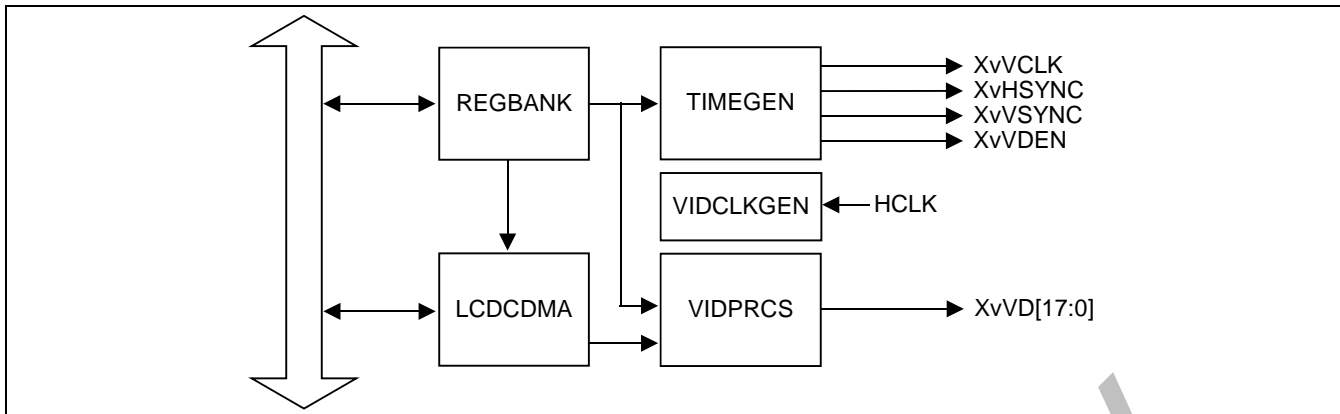 REGBANK
TIMEGEN
XvVCLK
XvHSYNC
XvVSYNC
XvVDEN
VIDCLKGEN
HCLK
LCDCDMA
VIDPRCS
XvVD[17:0]